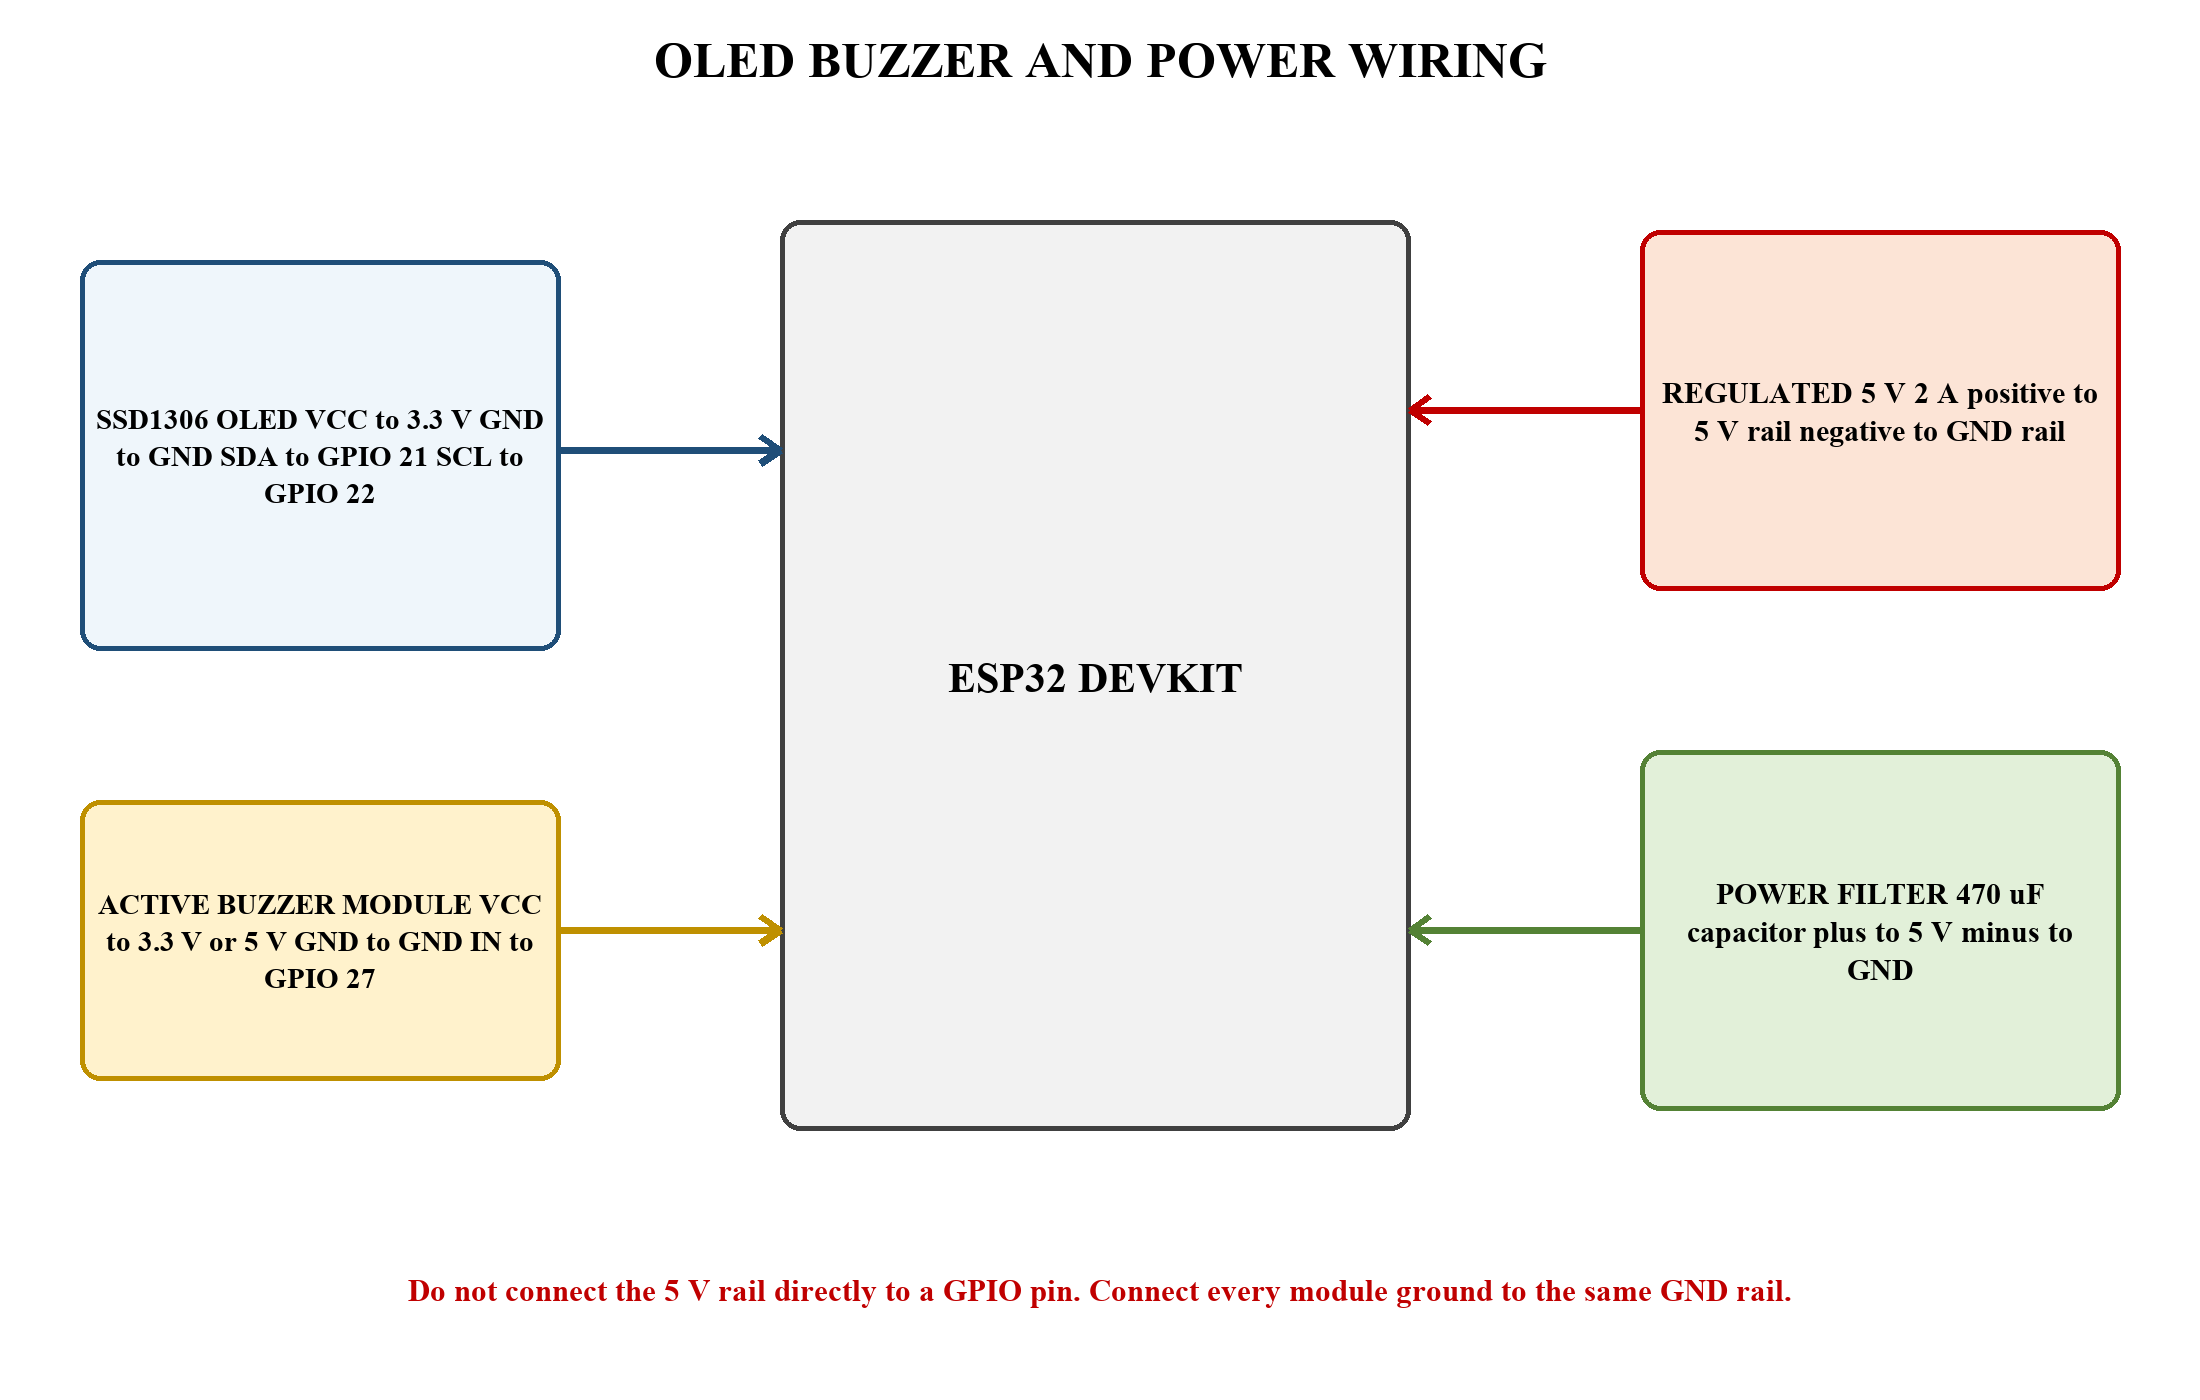 OLED BUZZER AND POWER WIRING
SSD1306 OLED VCC to 3.3 V GND
to GND SDA to GPIO 21 SCL to
GPIO 22
ACTIVE BUZZER MODULE VCC
to 3.3 V or 5 V GND to GND IN to
GPIO 27
ESP32 DEVKIT
REGULATED 5 V 2 A positive to
5 V rail negative to GND rail
POWER FILTER 470 uF
capacitor plus to 5 V minus to
GND
Do not connect the 5 V rail directly to a GPIO pin. Connect every module ground to the same GND rail.